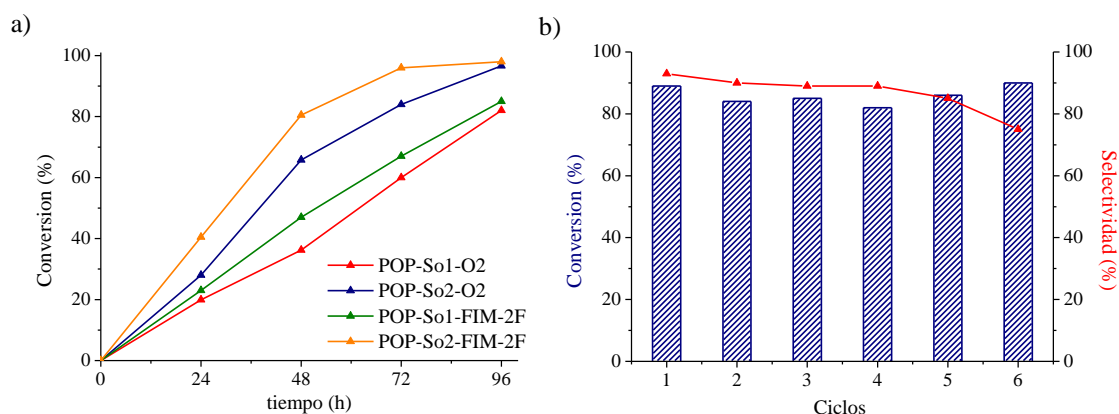 a)
Conversion (%)
100
80
60
40
20
0
0 24 48 72 96
tiempo (h)
POP-So1-O2
POP-So2-O2
POP-So1-FIM-2F
POP-So2-FIM-2F
b)
Conversion (%)
100
80
60
40
20
0
1 2 3 4 5 6
Ciclos
100
80
60
40
20
0
Selectividad (%)